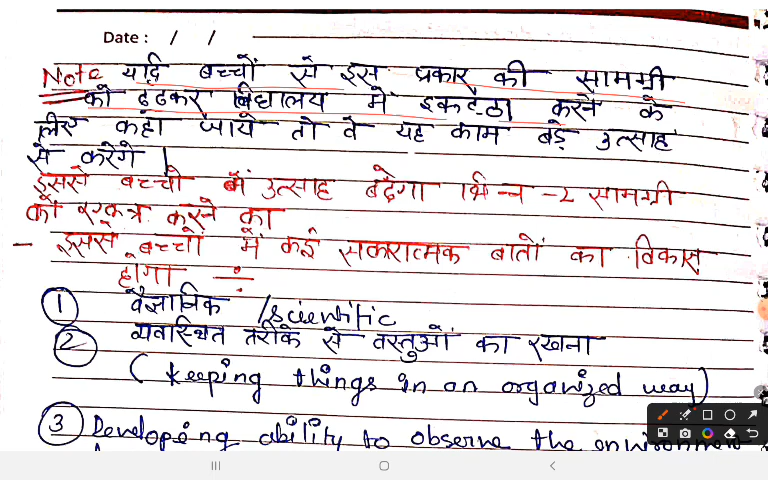 Date : / /
Note यदि बच्चों से इस प्रकार की सामग्री
को ढूढकर विधालय में इकट्ठा करने के
लिए कहा जाये तो वे यह काम बड़े उत्साह
से करेगे |
इससे बच्चो में उत्साह बढेगा भिन्न -2 सामग्री
को एकत्र करने का
- इससे बच्चों में कई सकारात्मक बातों का विकास
होगा -:-
① वैज्ञानिक /scientific
② व्यवस्थित तरीके से वस्तुओं का रखना
( keeping things in an organized way)
③ Developing ability to observe the environment